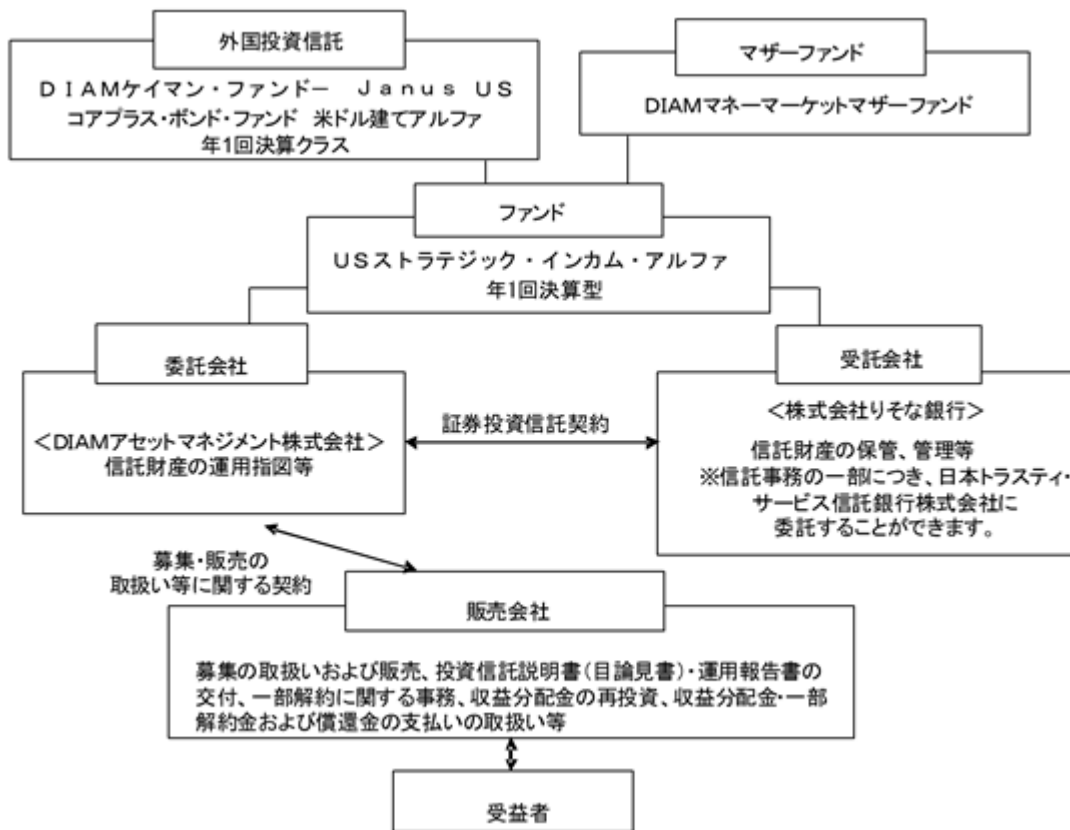 外国投資信託
DIAMケイマン・ファンドー Janus US
コアプラス・ボンド・ファンド 米ドル建てアルファ
年1回決算クラス
マザーファンド
DIAMマネーマーケットマザーファンド
ファンド
USストラテジック・インカム・アルファ
年1回決算型
委託会社
<DIAMアセットマネジメント株式会社>
信託財産の運用指図等
証券投資信託契約
受託会社
<株式会社りそな銀行>
信託財産の保管、管理等
※信託事務の一部につき、日本トラスティ・
サービス信託銀行株式会社に
委託することができます。
募集・販売の
取扱い等に関する契約
販売会社
募集の取扱いおよび販売、投資信託説明書(目論見書)・運用報告書の
交付、一部解約に関する事務、収益分配金の再投資、収益分配金・一部
解約金および償還金の支払いの取扱い等
受益者